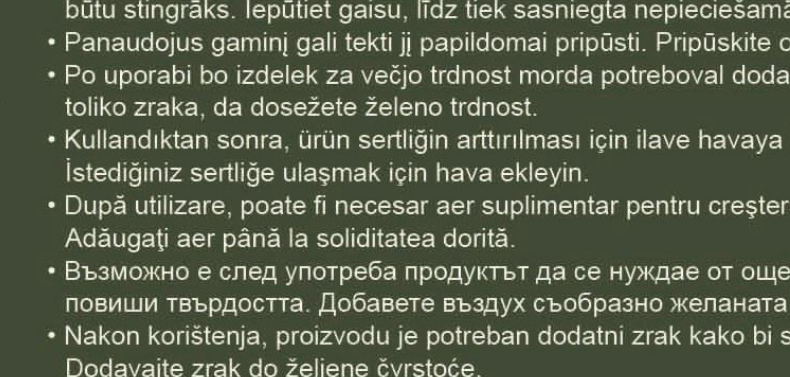 būtu stingrāks. Iepūtiet gaisu, līdz tiek sasniegta
• Panaudojus gaminį gali tekti jį papildomai pripūsti. Pripūskite
• Po uporabi bo izdelek za večjo trdnost morda potreboval
toliko zraka, da dosežete želeno trdnost.
• Kullandıktan sonra, ürün sertliğin arttırılması için ilave havaya
İstediğiniz sertliğe ulaşmak için hava ekleyin.
• După utilizare, poate fi necesar aer suplimentar pentru
Adăugaţi aer până la soliditatea dorită.
• Възможно е след употреба продуктът да се нуждае от още
повиши твърдостта. Добавете въздух съобразно желаната
• Nakon korištenja, proizvodu je potreban dodatni zrak kako bi
Dodavajte zrak do željene čvrstoće.